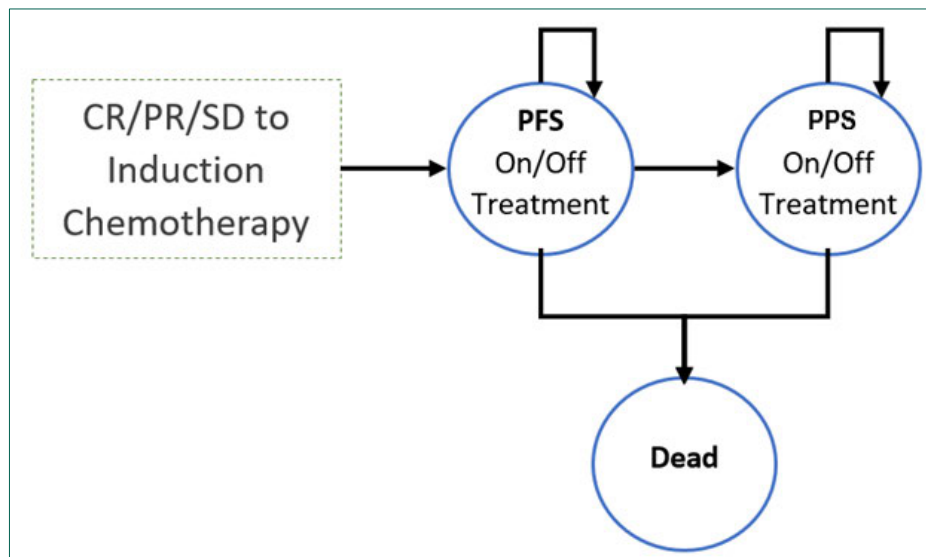 CR/PR/SD to
Induction
Chemotherapy
PFS
On/Off
Treatment
PPS
On/Off
Treatment
Dead